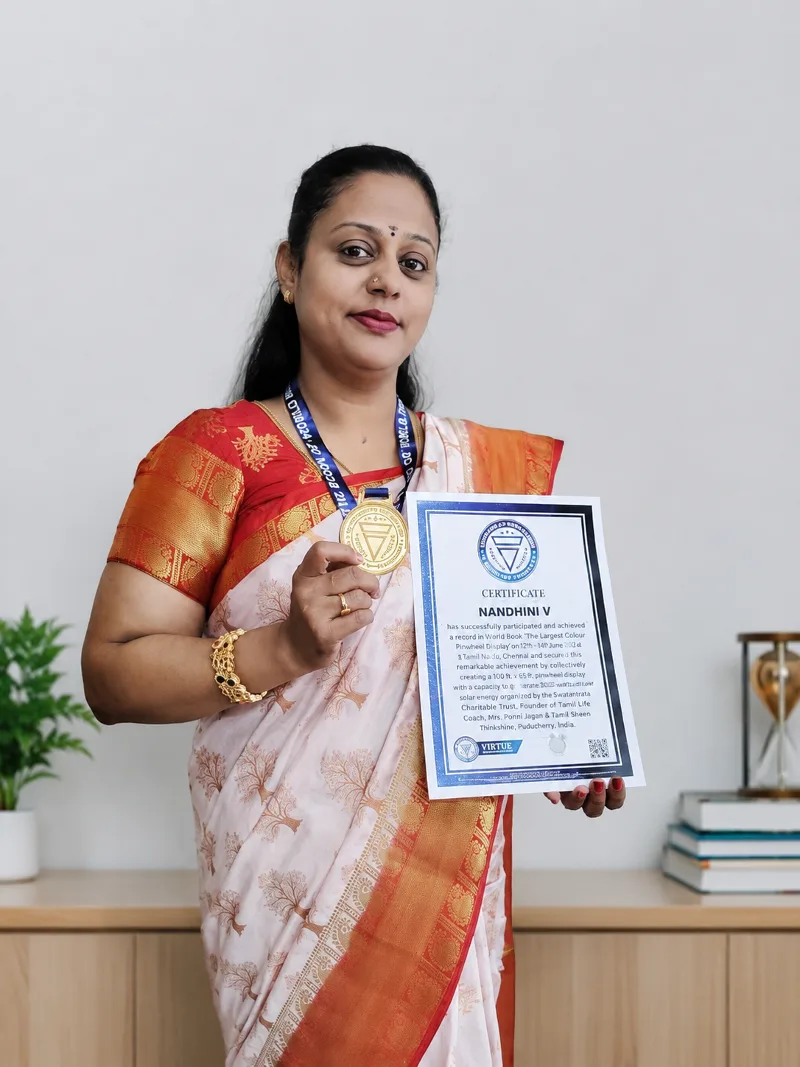 CERTIFICATE
NANDHINI V
has successfully participated and achieved
a record in World Book 'The Largest Colour
Pinwheel Display' on 12th - 14th June
Tamil Nadu, Chennai and secured this
remarkable achievement by collectively
creating a 100 ft. x 65 ft. pinwheel display
with a capacity to
solar energy organized by the Swatantrata
Charitable Trust, Founder of Tamil Life
Coach, Mrs. Ponni Jagan & Tamil Sheen
Thinkshine, Puducherry, India.
VIRTUE